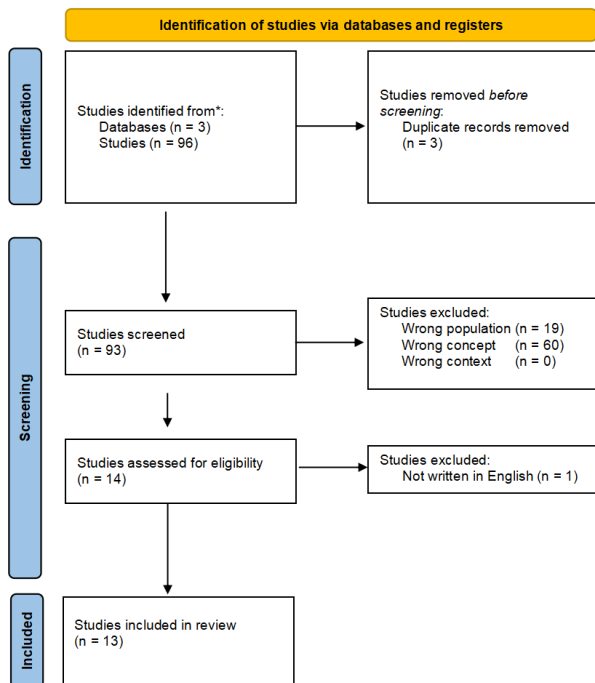 Identification of studies via databases and registers
Identification
Studies identified from*:
Databases (n = 3)
Studies (n = 96)
Studies removed before
screening:
Duplicate records removed
(n = 3)
Screening
Studies screened
(n = 93)
Studies excluded:
Wrong population (n = 19)
Wrong concept (n = 60)
Wrong context (n = 0)
Studies assessed for eligibility
(n = 14)
Studies excluded:
Not written in English (n = 1)
Included
Studies included in review
(n = 13)